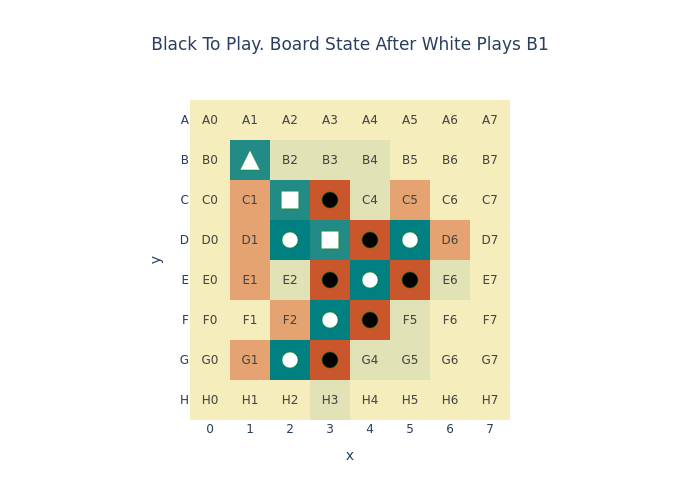 Black To Play. Board State After White Plays B1
A A0 A1 A2 A3 A4 A5 A6 A7
B B0 B2 B3 B4 B5 B6 B7
C C0 C1 C4 C5 C6 C7
D D0 D1 D6 D7
y
E E0 E1 E2 E6 E7
F F0 F1 F2 F5 F6 F7
G G0 G1 G4 G5 G6 G7
H H0 H1 H2 H3 H4 H5 H6 H7
0 1 2 3 4 5 6 7
x